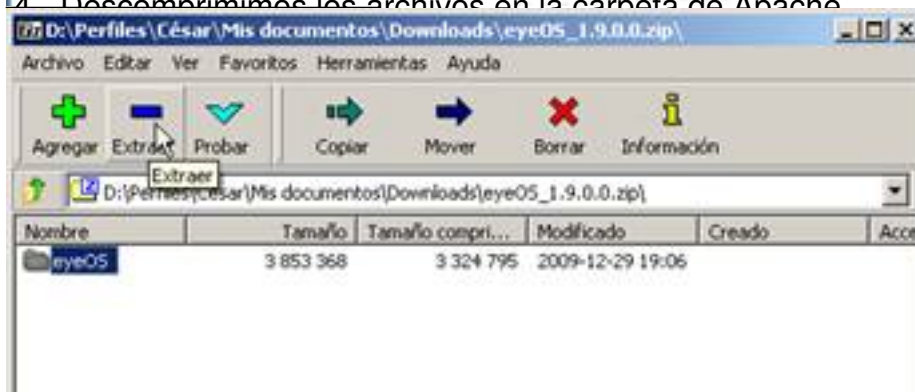 4. Descomprimimos los archivos en la carpeta de Apache
D:\Perfiles\César\Mis documentos\Downloads\eyeOS_1.9.0.0.zip\
Archivo Editar Ver Favoritos Herramientas Ayuda
Agregar Extraer Probar Copiar Mover Borrar Información
Extraer
D:\Perfiles\César\Mis documentos\Downloads\eyeOS_1.9.0.0.zip\
Nombre Tamaño Tamaño compri... Modificado Creado Acce
eyeOS 3 853 368 3 324 795 2009-12-29 19:06